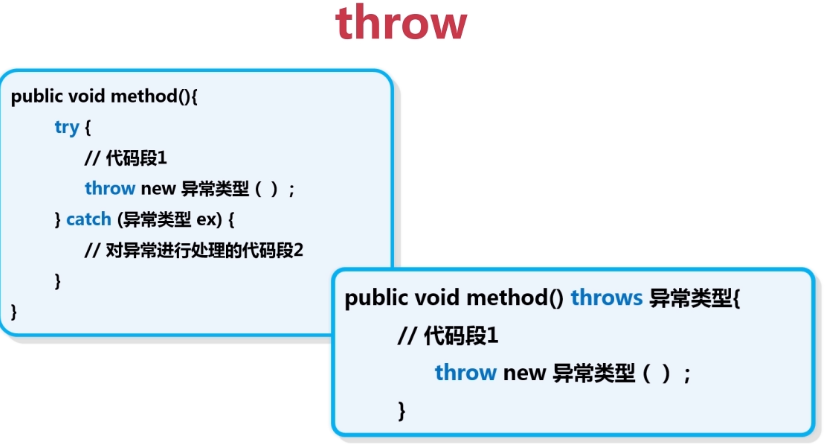 throw
public void method(){
try {
// 代码段1
throw new 异常类型（ ）；
} catch (异常类型 ex) {
// 对异常进行处理的代码段2
}
}
public void method() throws 异常类型{
// 代码段1
throw new 异常类型（ ）；
}